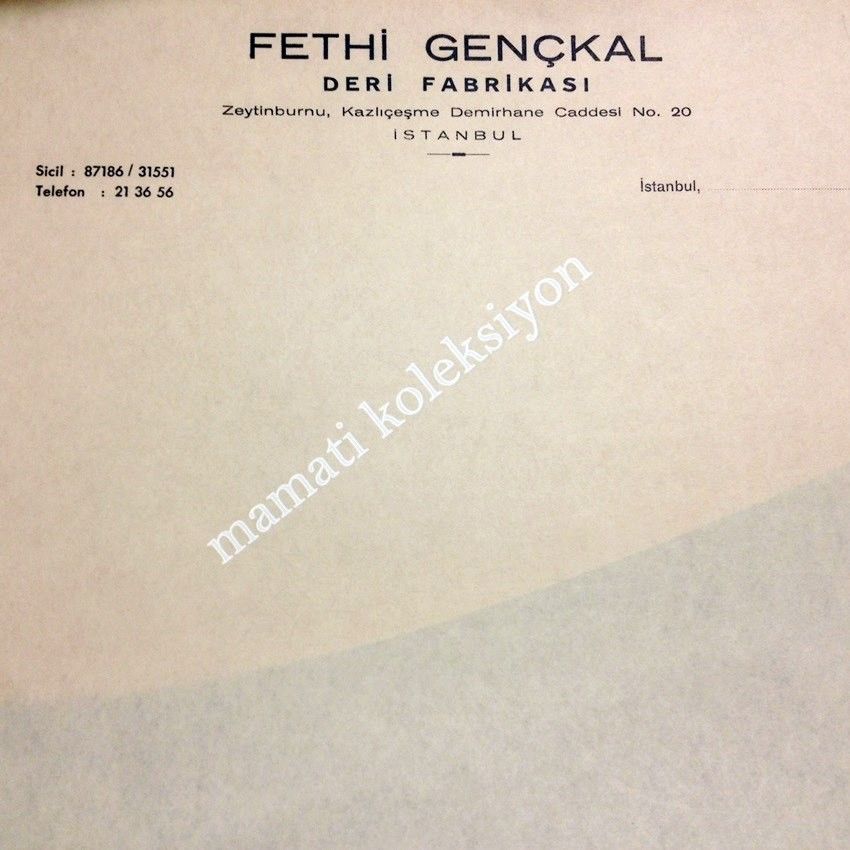 FETHİ GENÇKAL
DERİ FABRİKASI
Zeytinburnu, Kazlıçeşme Demirhane Caddesi No. 20
İSTANBUL
Sicil : 87186 / 31551
Telefon : 21 36 56
İstanbul,
mamati koleksiyon